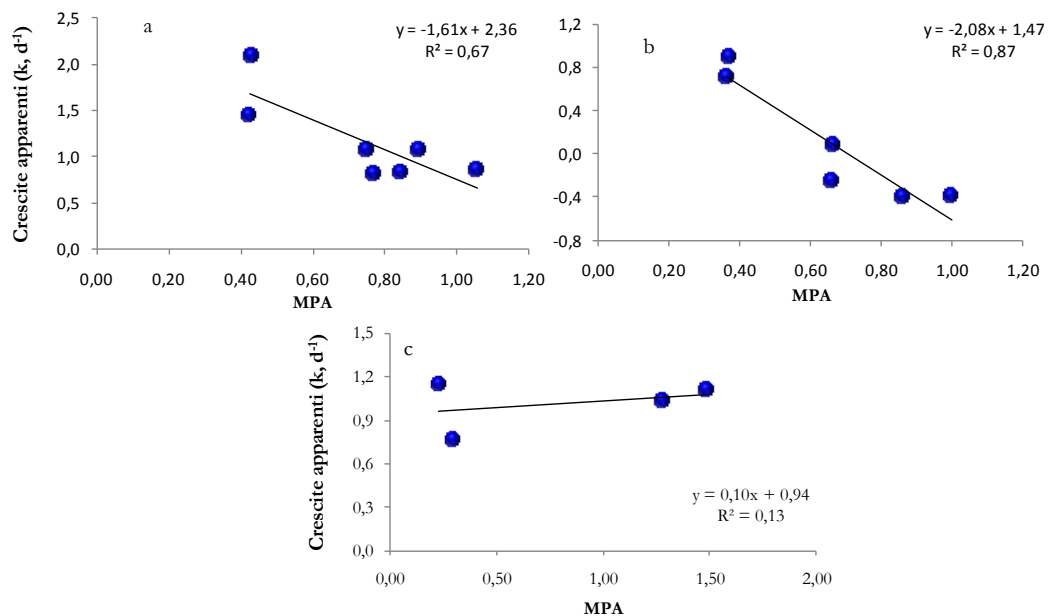 a
y = -1,61x + 2,36
R² = 0,67
Crescite apparenti (k, d-1)
2,5
2,0
1,5
1,0
0,5
0,0
0,00 0,20 0,40 0,60 0,80 1,00 1,20
MPA
b
y = -2,08x + 1,47
R² = 0,87
1,2
0,8
0,4
0,0
-0,4
-0,8
0,00 0,20 0,40 0,60 0,80 1,00 1,20
MPA
c
Crescite apparenti (k, d-1)
1,5
1,2
0,9
0,6
0,3
0,0
y = 0,10x + 0,94
R² = 0,13
0,00 0,50 1,00 1,50 2,00
MPA